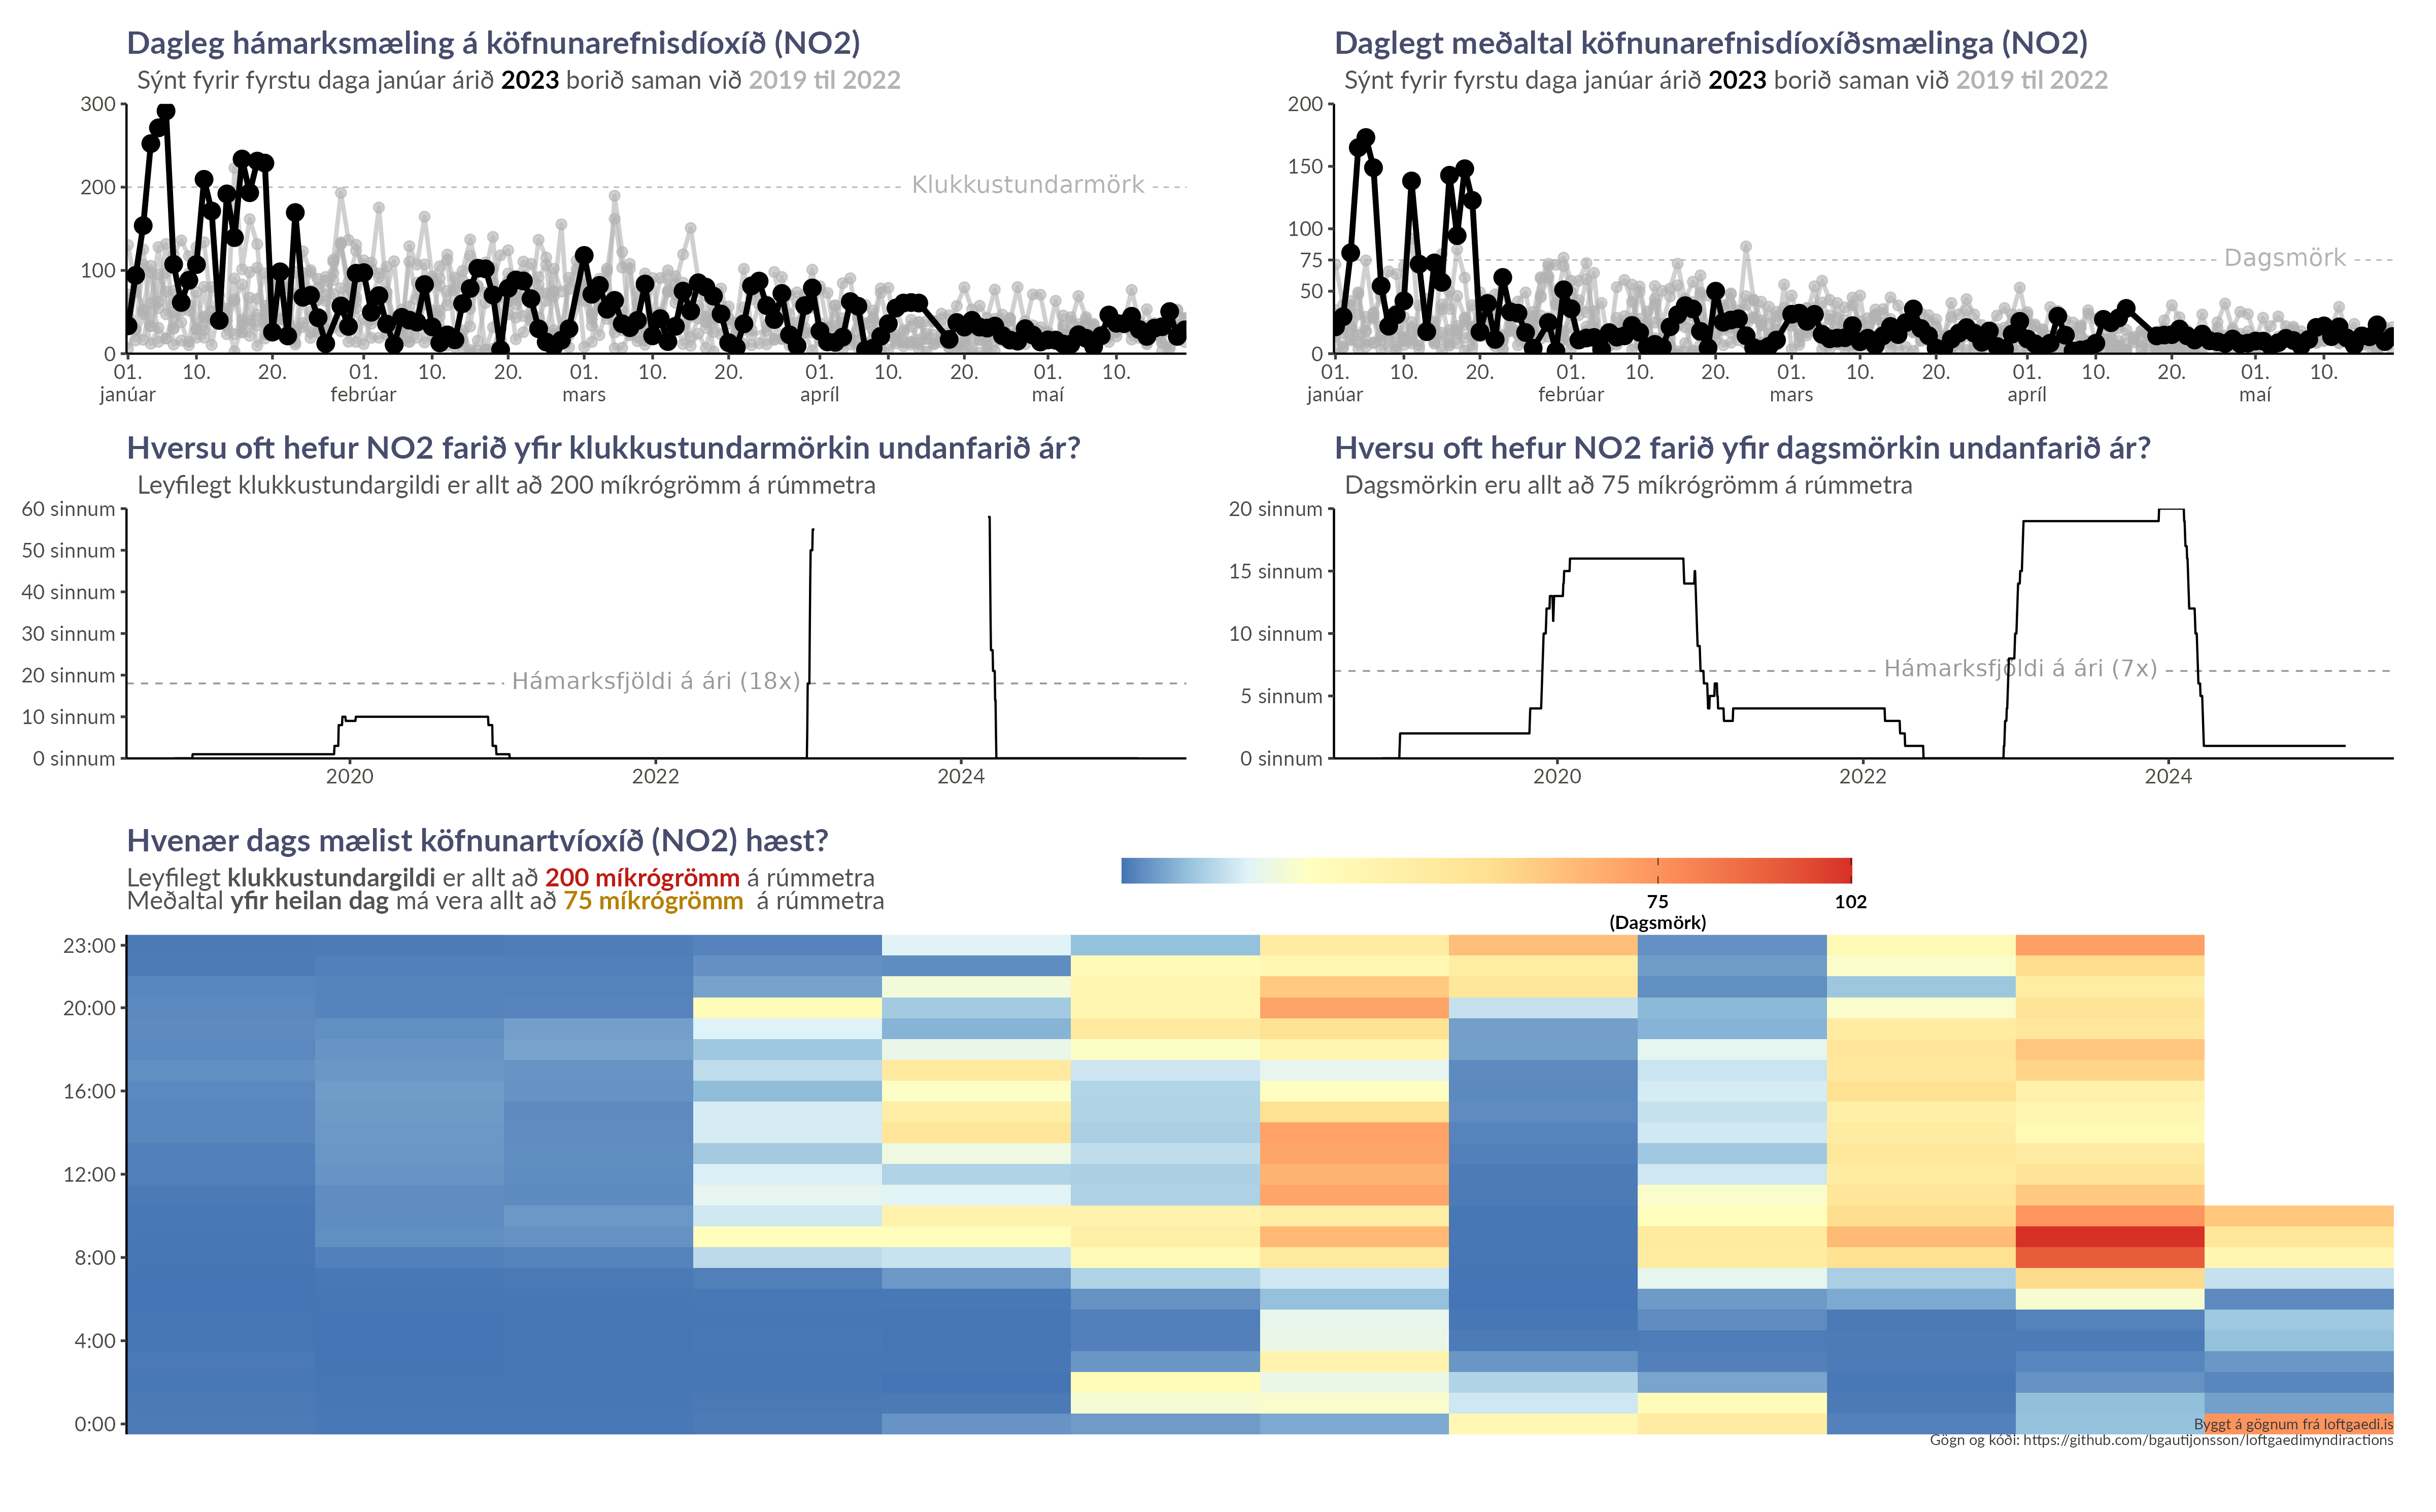 Dagleg hámarksmæling á köfnunarefnisdíoxíð (NO2)
Sýnt fyrir fyrstu daga janúar árið 2023 borið saman við 2019 til 2022
300
200
100
0
Klukkustundarmörk
01. 10. 20. 01. 10. 20. 01. 10. 20. 01. 10. 20. 01. 10.
janúar febrúar mars apríl maí
Daglegt meðaltal köfnunarefnisdíoxíðsmælinga (NO2)
Sýnt fyrir fyrstu daga janúar árið 2023 borið saman við 2019 til 2022
200
150
100
75
50
0
Dagsmörk
01. 10. 20. 01. 10. 20. 01. 10. 20. 01. 10. 20. 01. 10.
janúar febrúar mars apríl maí
Hversu oft hefur NO2 farið yfir klukkustundarmörkin undanfarið ár?
Leyfilegt klukkustundargildi er allt að 200 míkrógrömm á rúmmetra
60 sinnum
50 sinnum
40 sinnum
30 sinnum
20 sinnum
10 sinnum
0 sinnum
Hámarksfjöldi á ári (18x)
2020 2022 2024
Hversu oft hefur NO2 farið yfir dagsmörkin undanfarið ár?
Dagsmörkin eru allt að 75 míkrógrömm á rúmmetra
20 sinnum
15 sinnum
10 sinnum
5 sinnum
0 sinnum
Hámarksfjöldi á ári (7x)
2020 2022 2024
Hvenær dags mælist köfnunartvíoxíð (NO2) hæst?
Leyfilegt klukkustundargildi er allt að 200 míkrógrömm á rúmmetra
Meðaltal yfir heilan dag má vera allt að 75 míkrógrömm á rúmmetra
75 102
(Dagsmörk)
23:00
20:00
16:00
12:00
8:00
4:00
0:00
Byggt á gögnum frá loftgaedi.is
Gögn og kóði: https://github.com/bgautijonsson/loftgaedimyndiractions